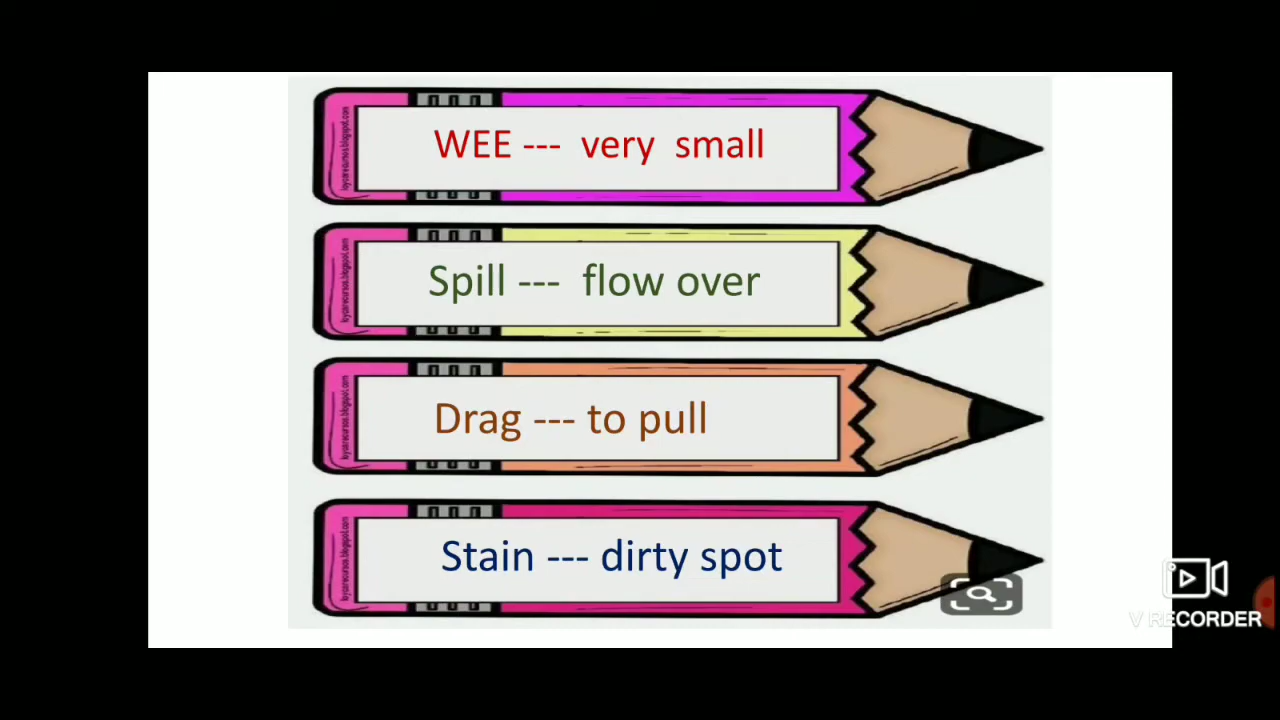 WEE --- very small
Spill --- flow over
Drag --- to pull
Stain --- dirty spot
V RECORDER